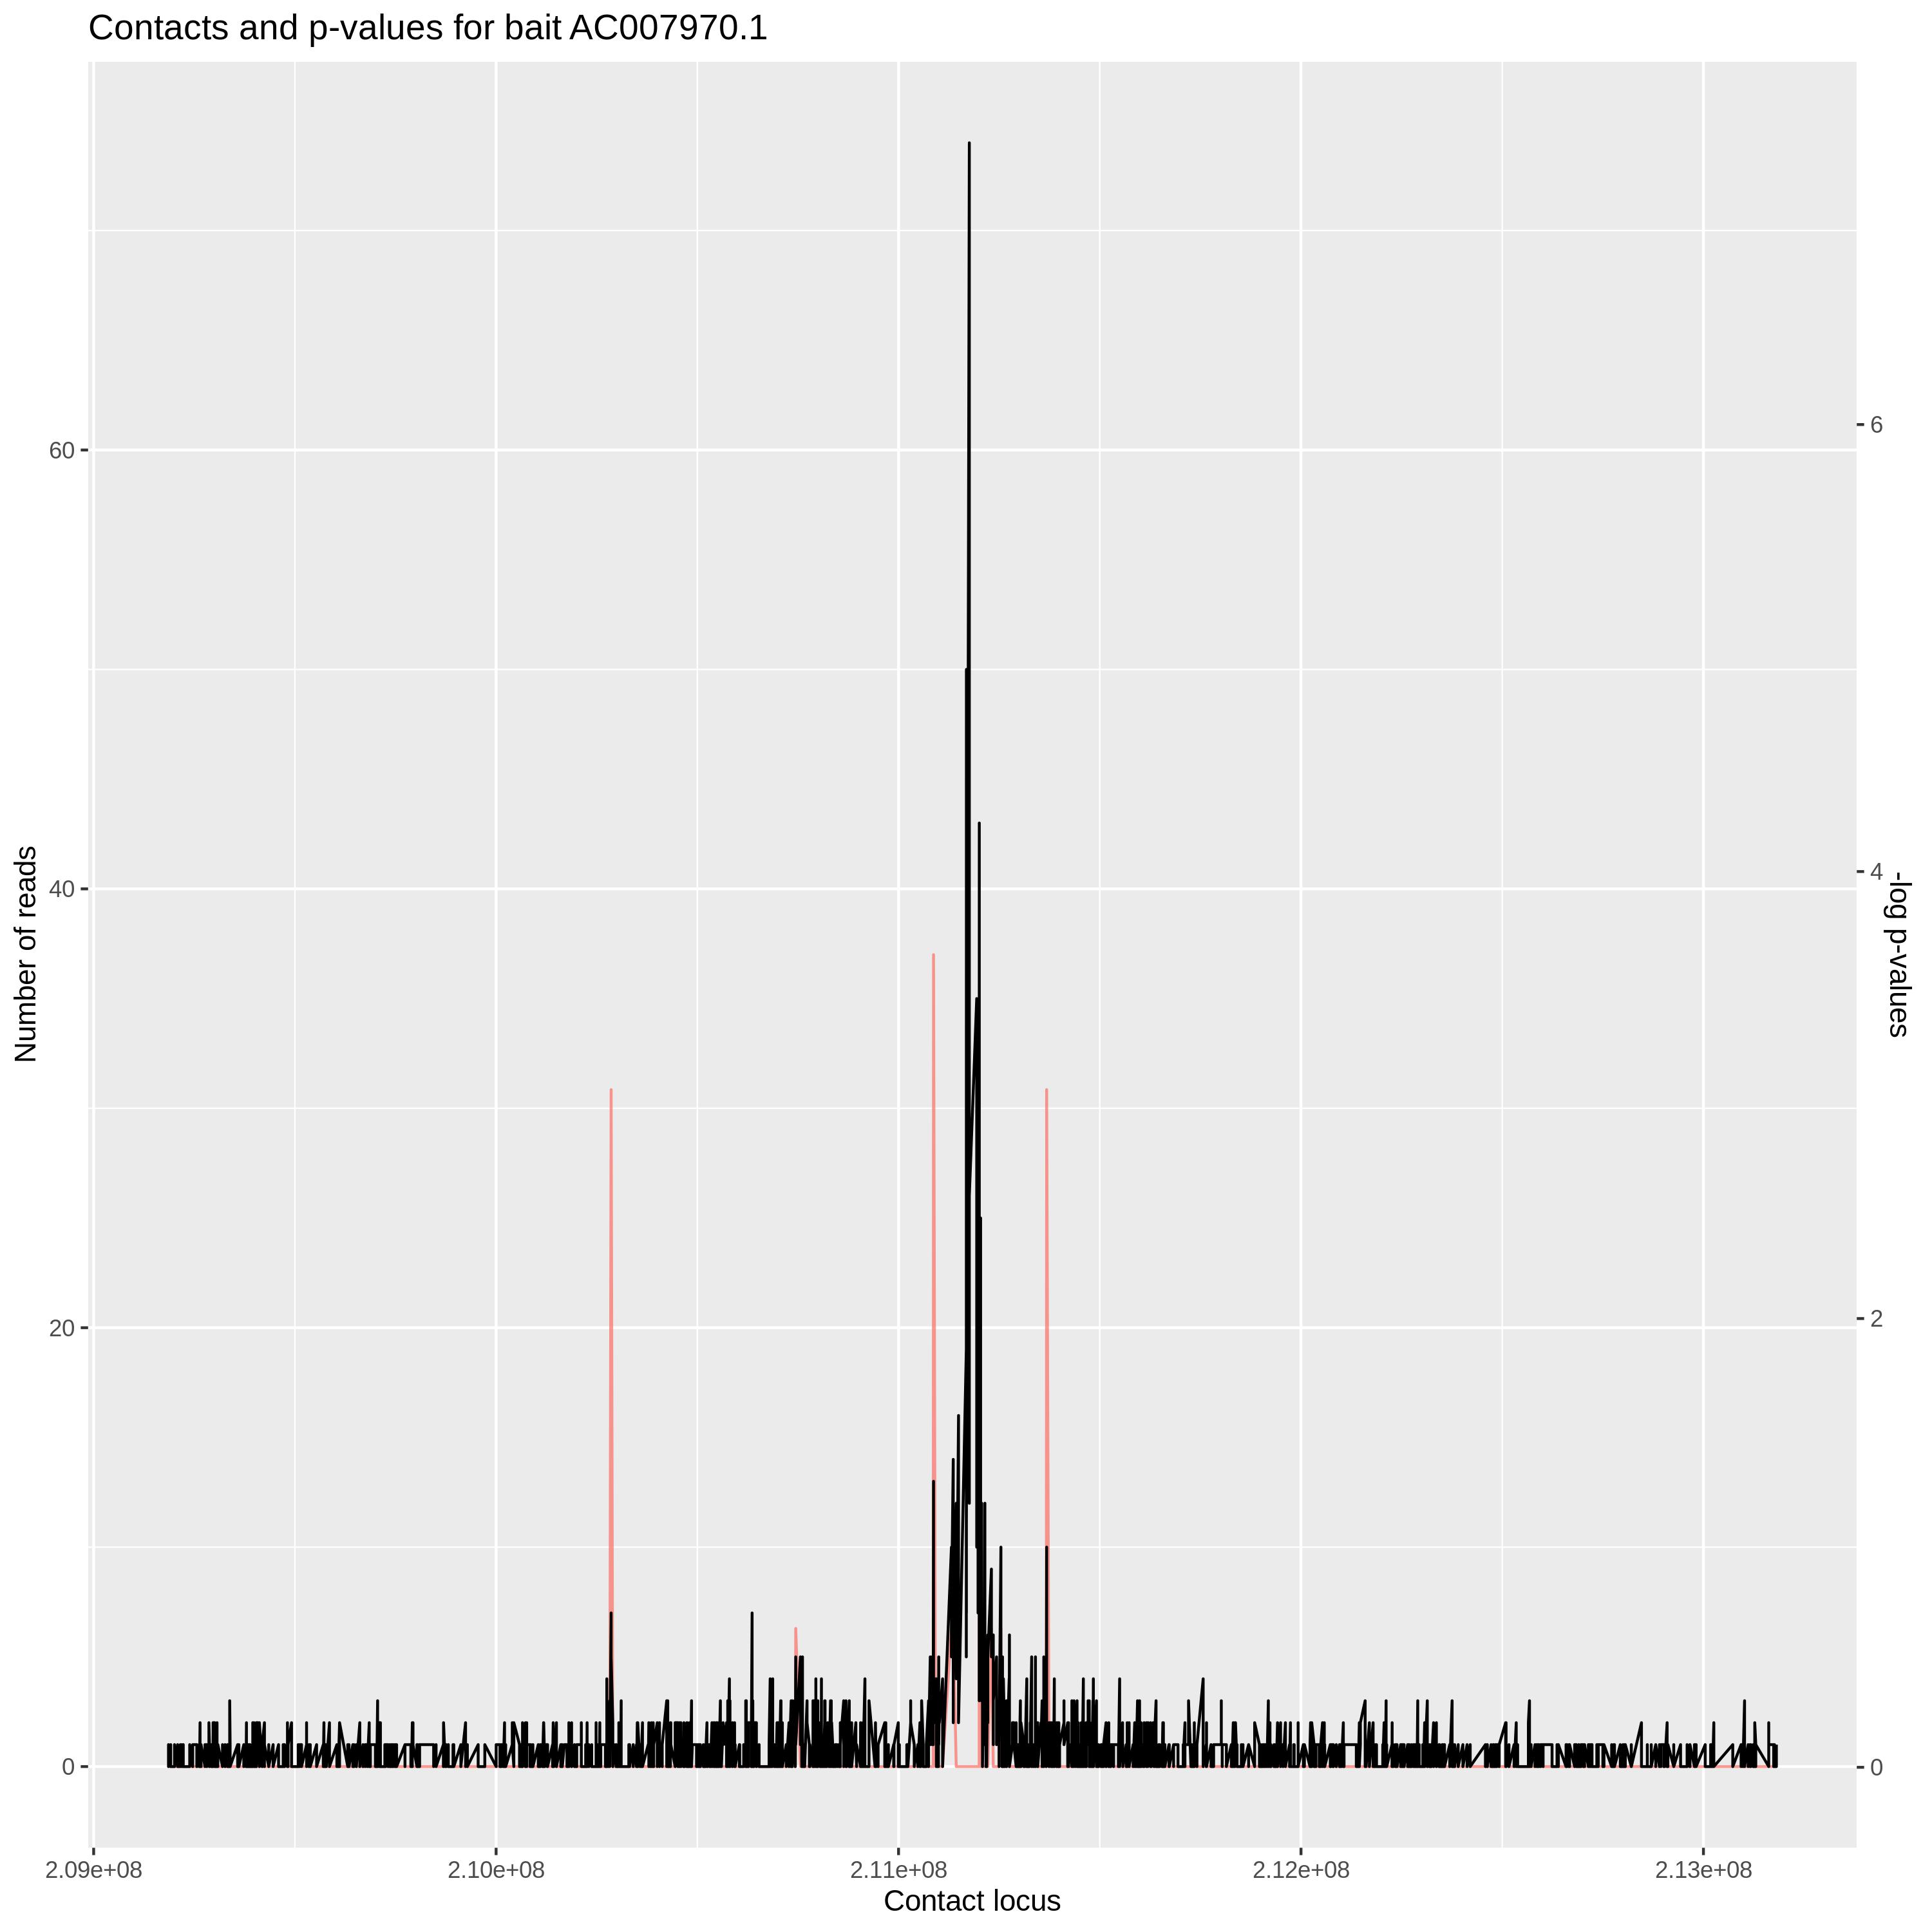 Contacts and p-values for bait AC007970.1
60
40
20
0
Number of reads
6
4
2
0
-log p-values
2.09e+08
2.10e+08
2.11e+08
2.12e+08
2.13e+08
Contact locus